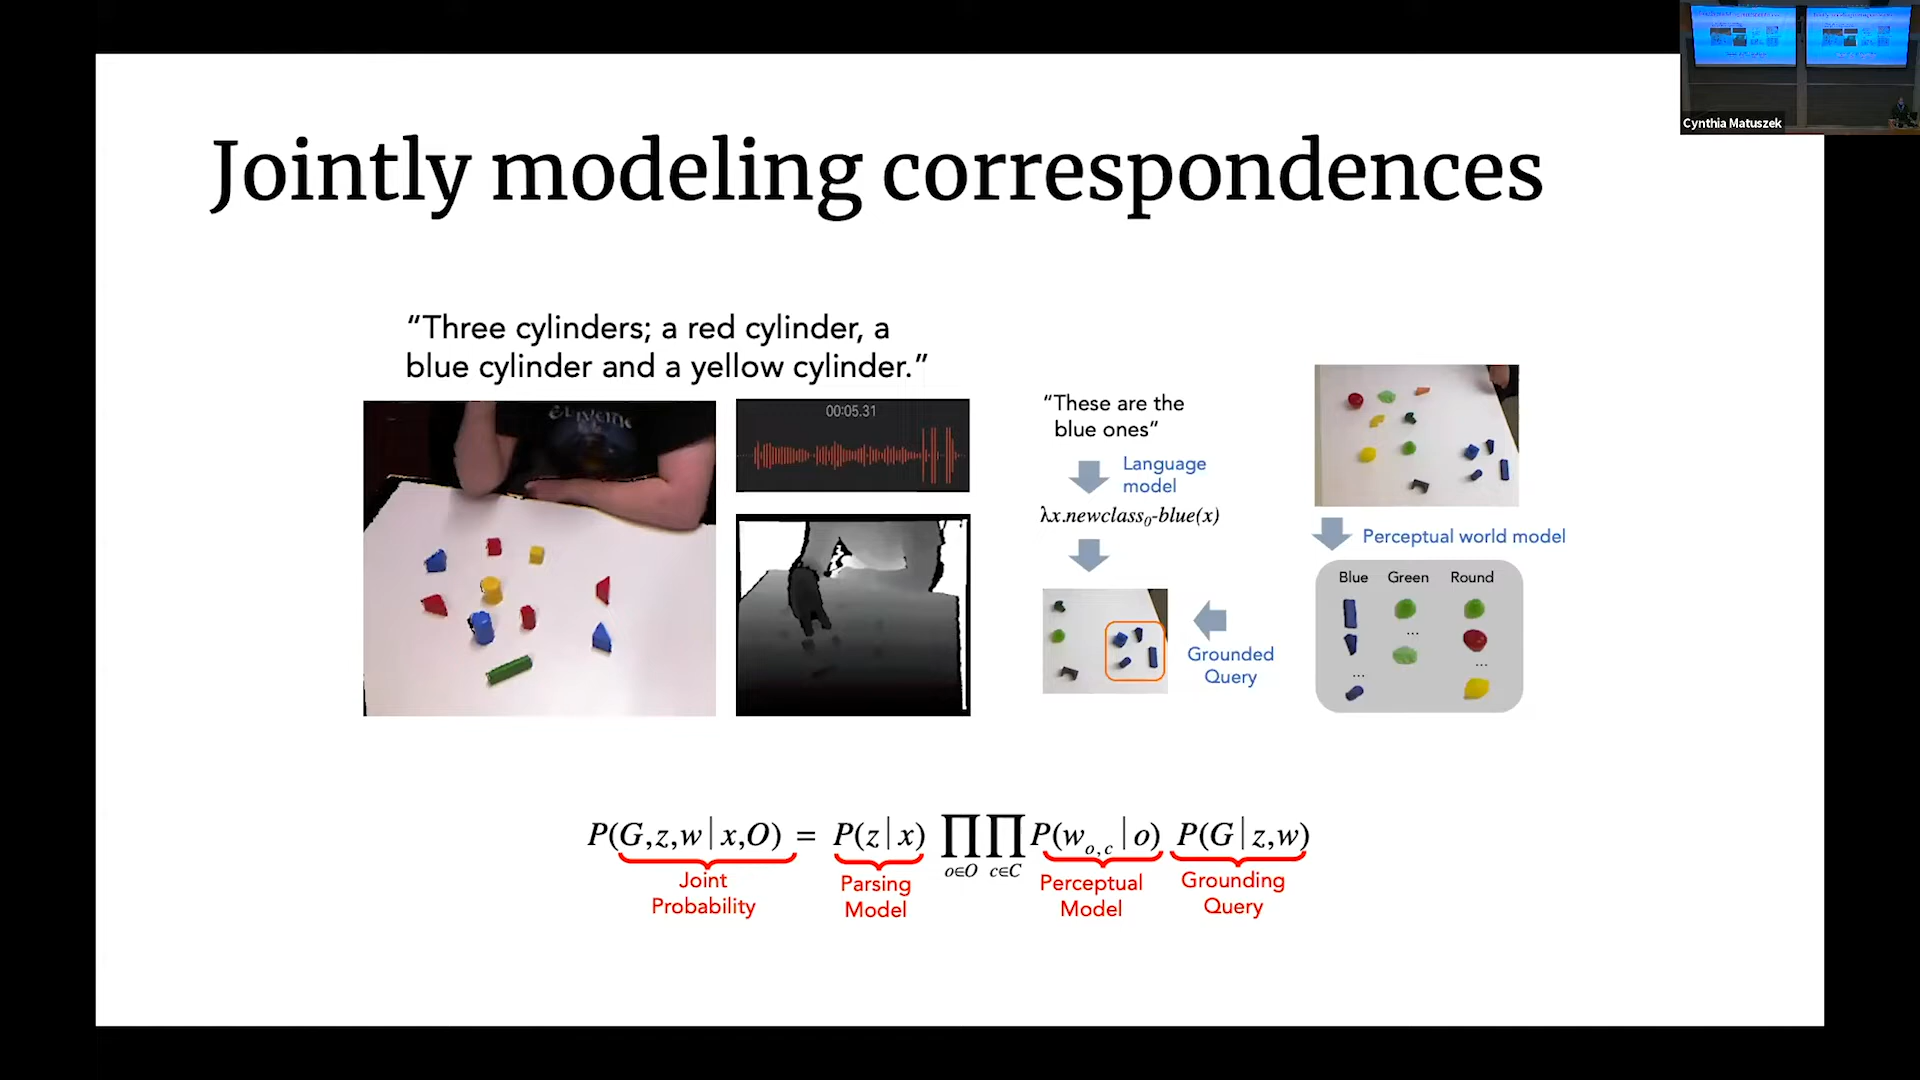 Cynthia Matuszek
Jointly modeling correspondences
“Three cylinders; a red cylinder, a
blue cylinder and a yellow cylinder.”
00:05.31
“These are the
blue ones”
Language
model
λx.newclass₀-blue(x)
Grounded
Query
Perceptual world model
Blue Green Round
...
...
...
P(G,z,w|x,O) = P(z|x) ∏∏P(w_{o,c}|o) P(G|z,w)
o∈O c∈C
Joint
Probability
Parsing
Model
Perceptual
Model
Grounding
Query